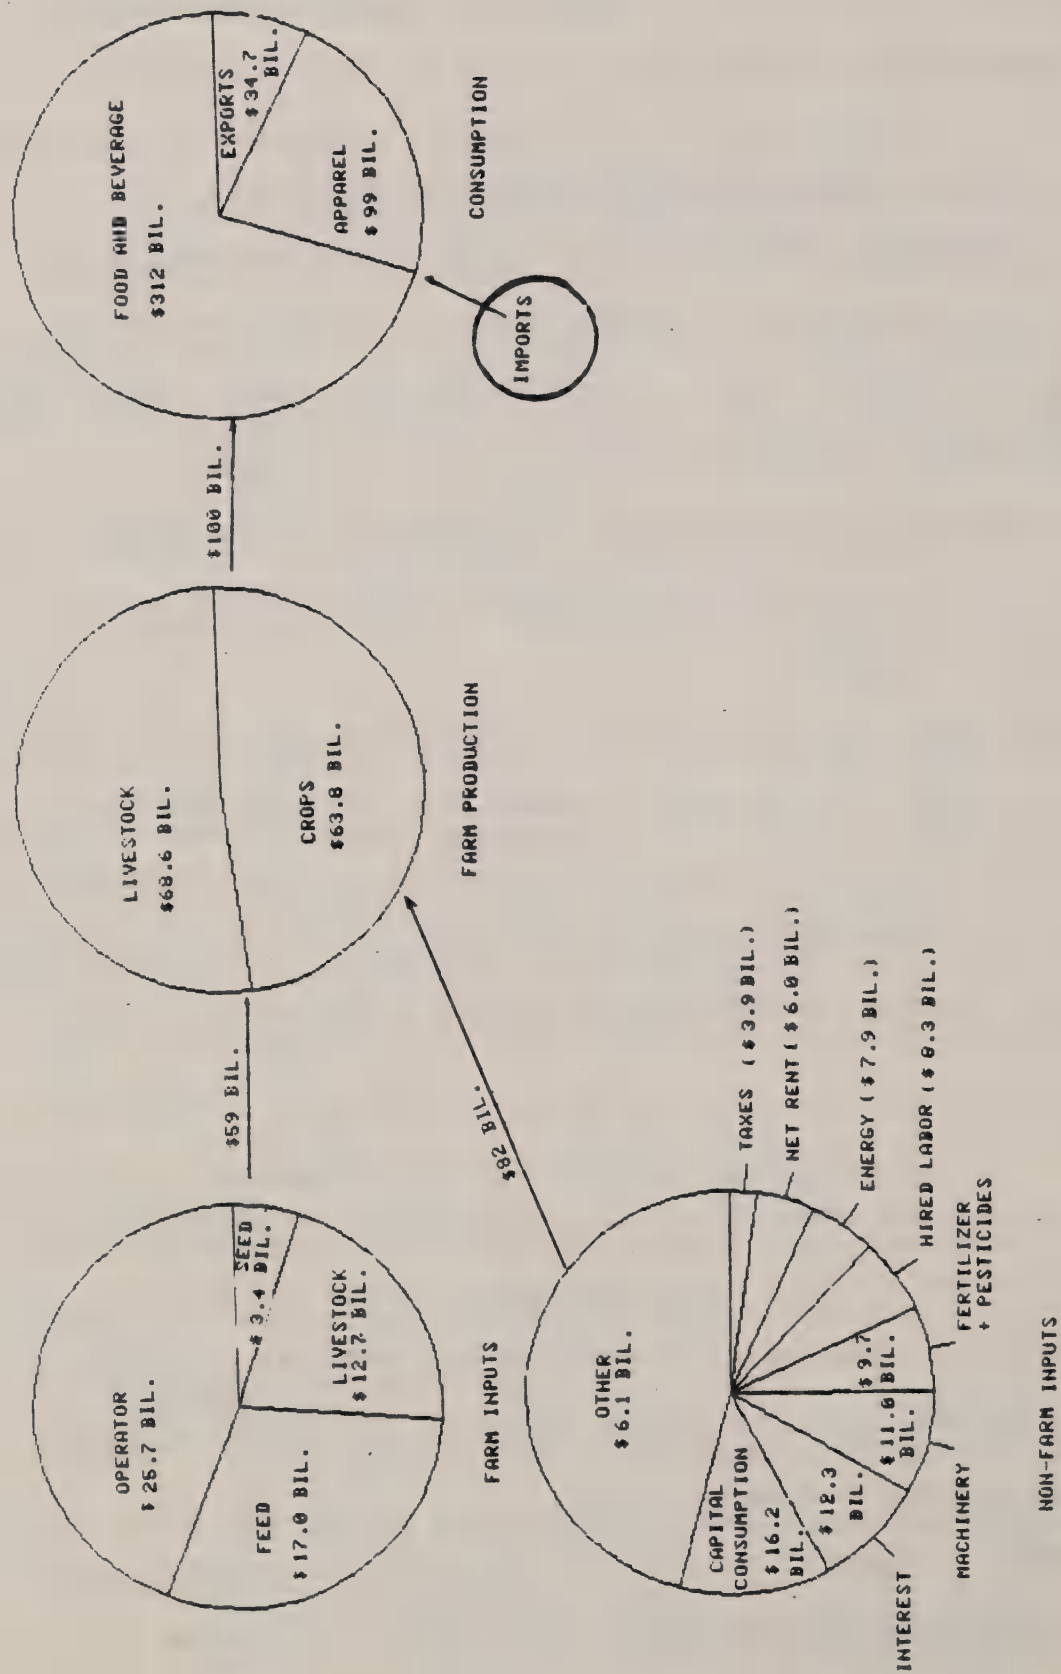 OPERATOR
$ 25.7 BIL.
SEED
$ 3.4 BIL.
LIVESTOCK
$ 12.7 BIL.
FEED
$ 17.0 BIL.
FARM INPUTS
$59 BIL.
LIVESTOCK
$68.6 BIL.
CROPS
$63.8 BIL.
FARM PRODUCTION
$100 BIL.
FOOD AND BEVERAGE
$312 BIL.
EXPORTS
$ 34.7
BIL.
APPAREL
$ 99 BIL.
CONSUMPTION
IMPORTS
$82 BIL.
OTHER
$ 6.1 BIL.
TAXES ( $ 3.9 BIL.)
NET RENT ( $ 6.0 BIL.)
ENERGY ( $ 7.9 BIL.)
HIRED LABOR ( $ 8.3 BIL.)
$ 9.7
BIL.
FERTILIZER
+ PESTICIDES
$ 11.6
BIL.
MACHINERY
$ 12.3
BIL.
INTEREST
CAPITAL
CONSUMPTION
$ 16.2
BIL.
NON-FARM INPUTS